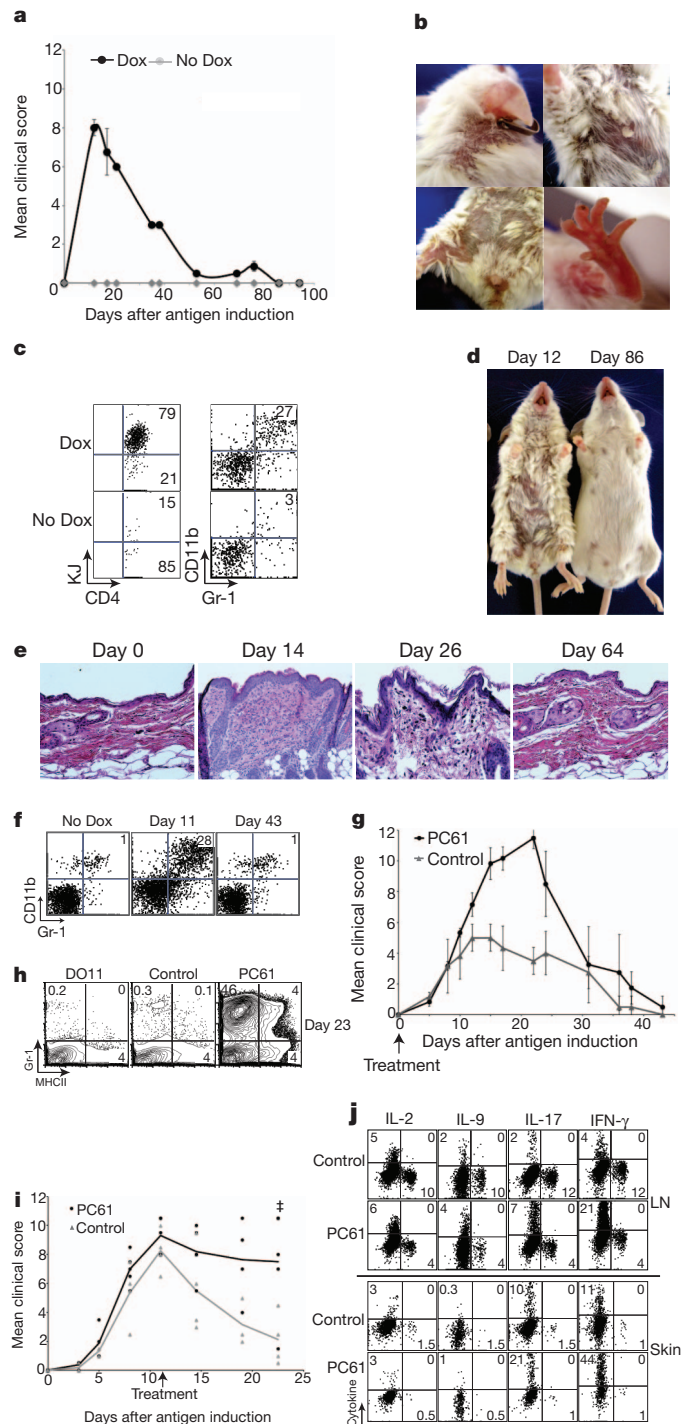 a
12
10
8
6
4
2
0
Dox
No Dox
Mean clinical score
0 20 40 60 80 100
Days after antigen induction
b
c
Dox
No Dox
79
21
15
85
KJ
CD4
27
3
CD11b
Gr-1
d
Day 12 Day 86
e
Day 0 Day 14 Day 26 Day 64
f
No Dox Day 11 Day 43
1 28 1
CD11b
Gr-1
g
PC61
Control
12
10
8
6
4
2
0
Mean clinical score
0 10 20 30 40
Days after antigen induction
Treatment
h
DO11 Control PC61
0.2 0 0.3 0.1 46 4
4 4 4
Day 23
Gr-1
MHCII
i
PC61
Control
‡
12
10
8
6
4
2
0
Mean clinical score
0 5 10 15 20 25
Treatment
Days after antigen induction
j
IL-2 IL-9 IL-17 IFN-γ
Control
5 0 2 0 2 0 4 0
10 10 12 12
LN
PC61
6 0 4 0 7 0 21 0
4 4 4 4
Control
3 0 0.3 0 10 0 11 0
1.5 1.5 1.5 1
Skin
PC61
3 0 1 0 21 0 44 0
0.5 0.5 1 1
Cytokine